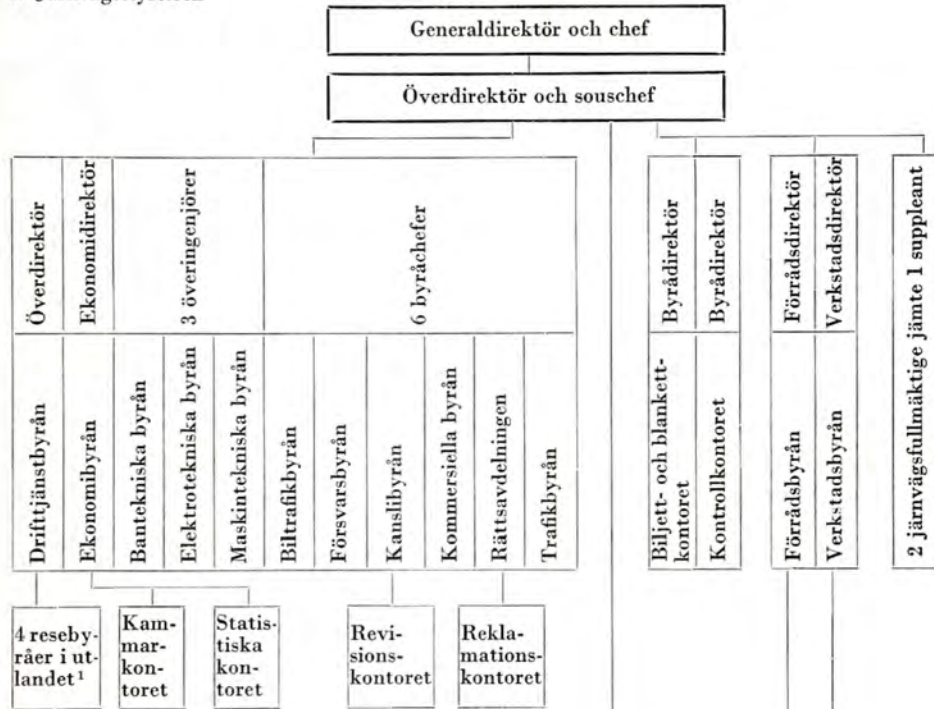 Generaldirektör och chef
Överdirektör och souschef
Överdirektör
Ekonomidirektör
3 överingenjörer
6 byråchefer
Byrådirektör
Byrådirektör
Förrådsdirektör
Verkstadsdirektör
2 järnvägsfullmäktige jämte 1 suppleant
Drifttjänstbyrån
Ekonomibyrån
Bantekniska byrån
Elektrotekniska byrån
Maskintekniska byrån
Biltrafikbyrån
Försvarsbyrån
Kanslibyrån
Kommersiella byrån
Rättsavdelningen
Trafikbyrån
Biljett- och blankett-
kontoret
Kontrollkontoret
Förrådsbyrån
Verkstadsbyrån
4 reseby-
råer i ut-
landet¹
Kam-
mar-
kon-
toret
Statis-
tiska
kon-
toret
Revi-
sions-
kontoret
Rekla-
mations-
kontoret